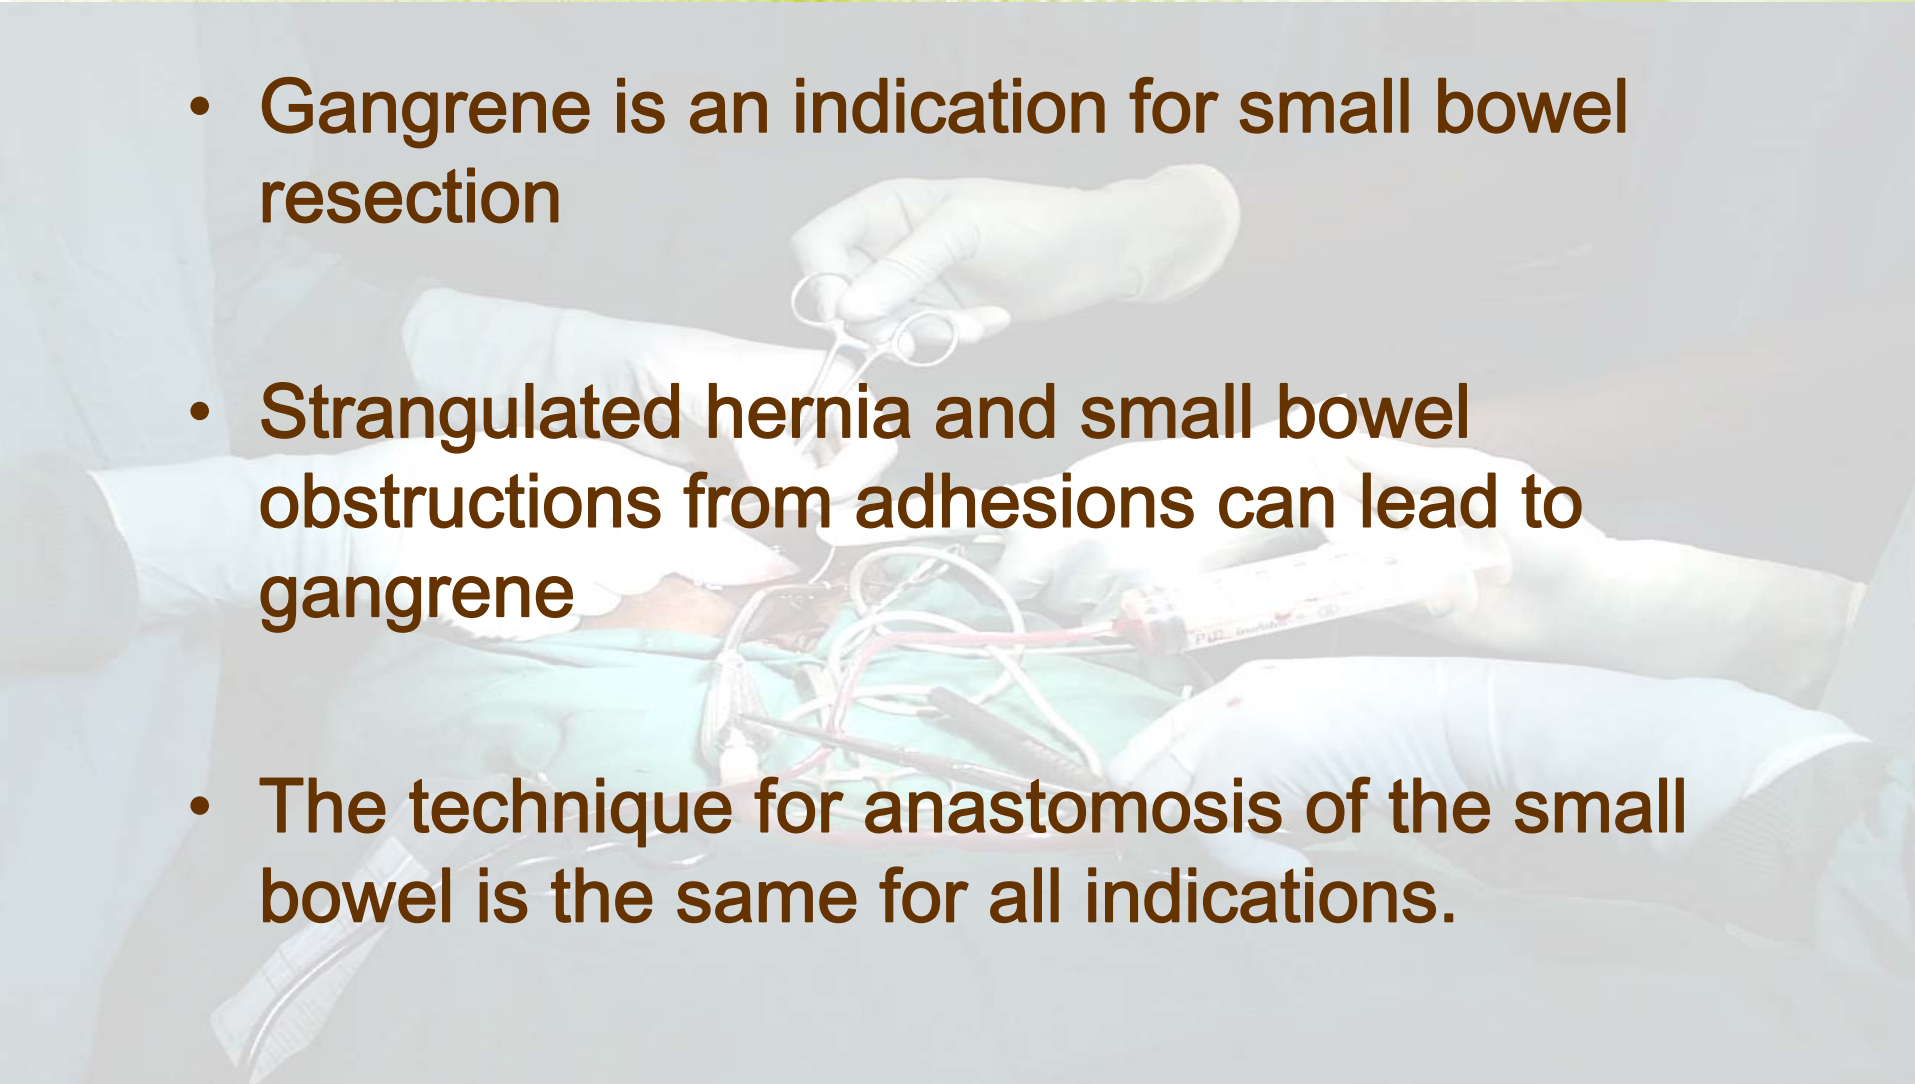 • Gangrene is an indication for small bowel
resection
• Strangulated hernia and small bowel
obstructions from adhesions can lead to
gangrene
• The technique for anastomosis of the small
bowel is the same for all indications.